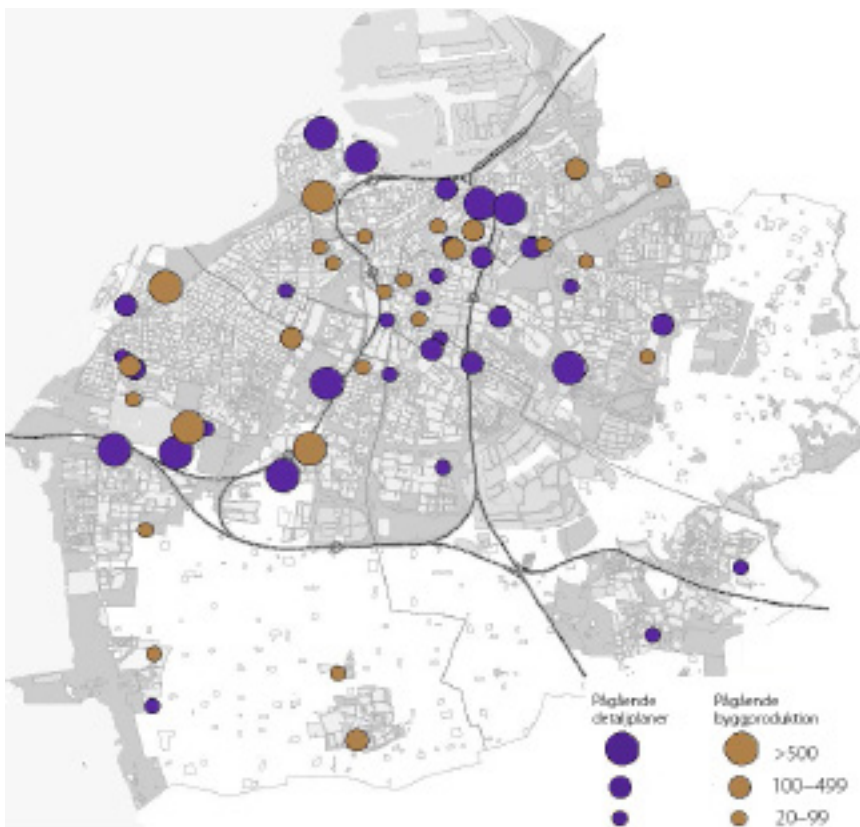 Pågående
detaljplaner
Pågående
byggproduktion
>500
100–499
20–99